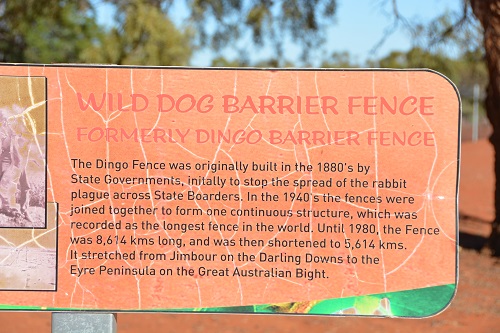 WILD DOG BARRIER FENCE
FORMERLY DINGO BARRIER FENCE
The Dingo Fence was originally built in the 1880's by
State Governments, initally to stop the spread of the rabbit
plague across State Boarders. In the 1940's the fences were
joined together to form one continuous structure, which was
recorded as the longest fence in the world. Until 1980, the Fence
was 8,614 kms long, and was then shortened to 5,614 kms.
It stretched from Jimbour on the Darling Downs to the
Eyre Peninsula on the Great Australian Bight.